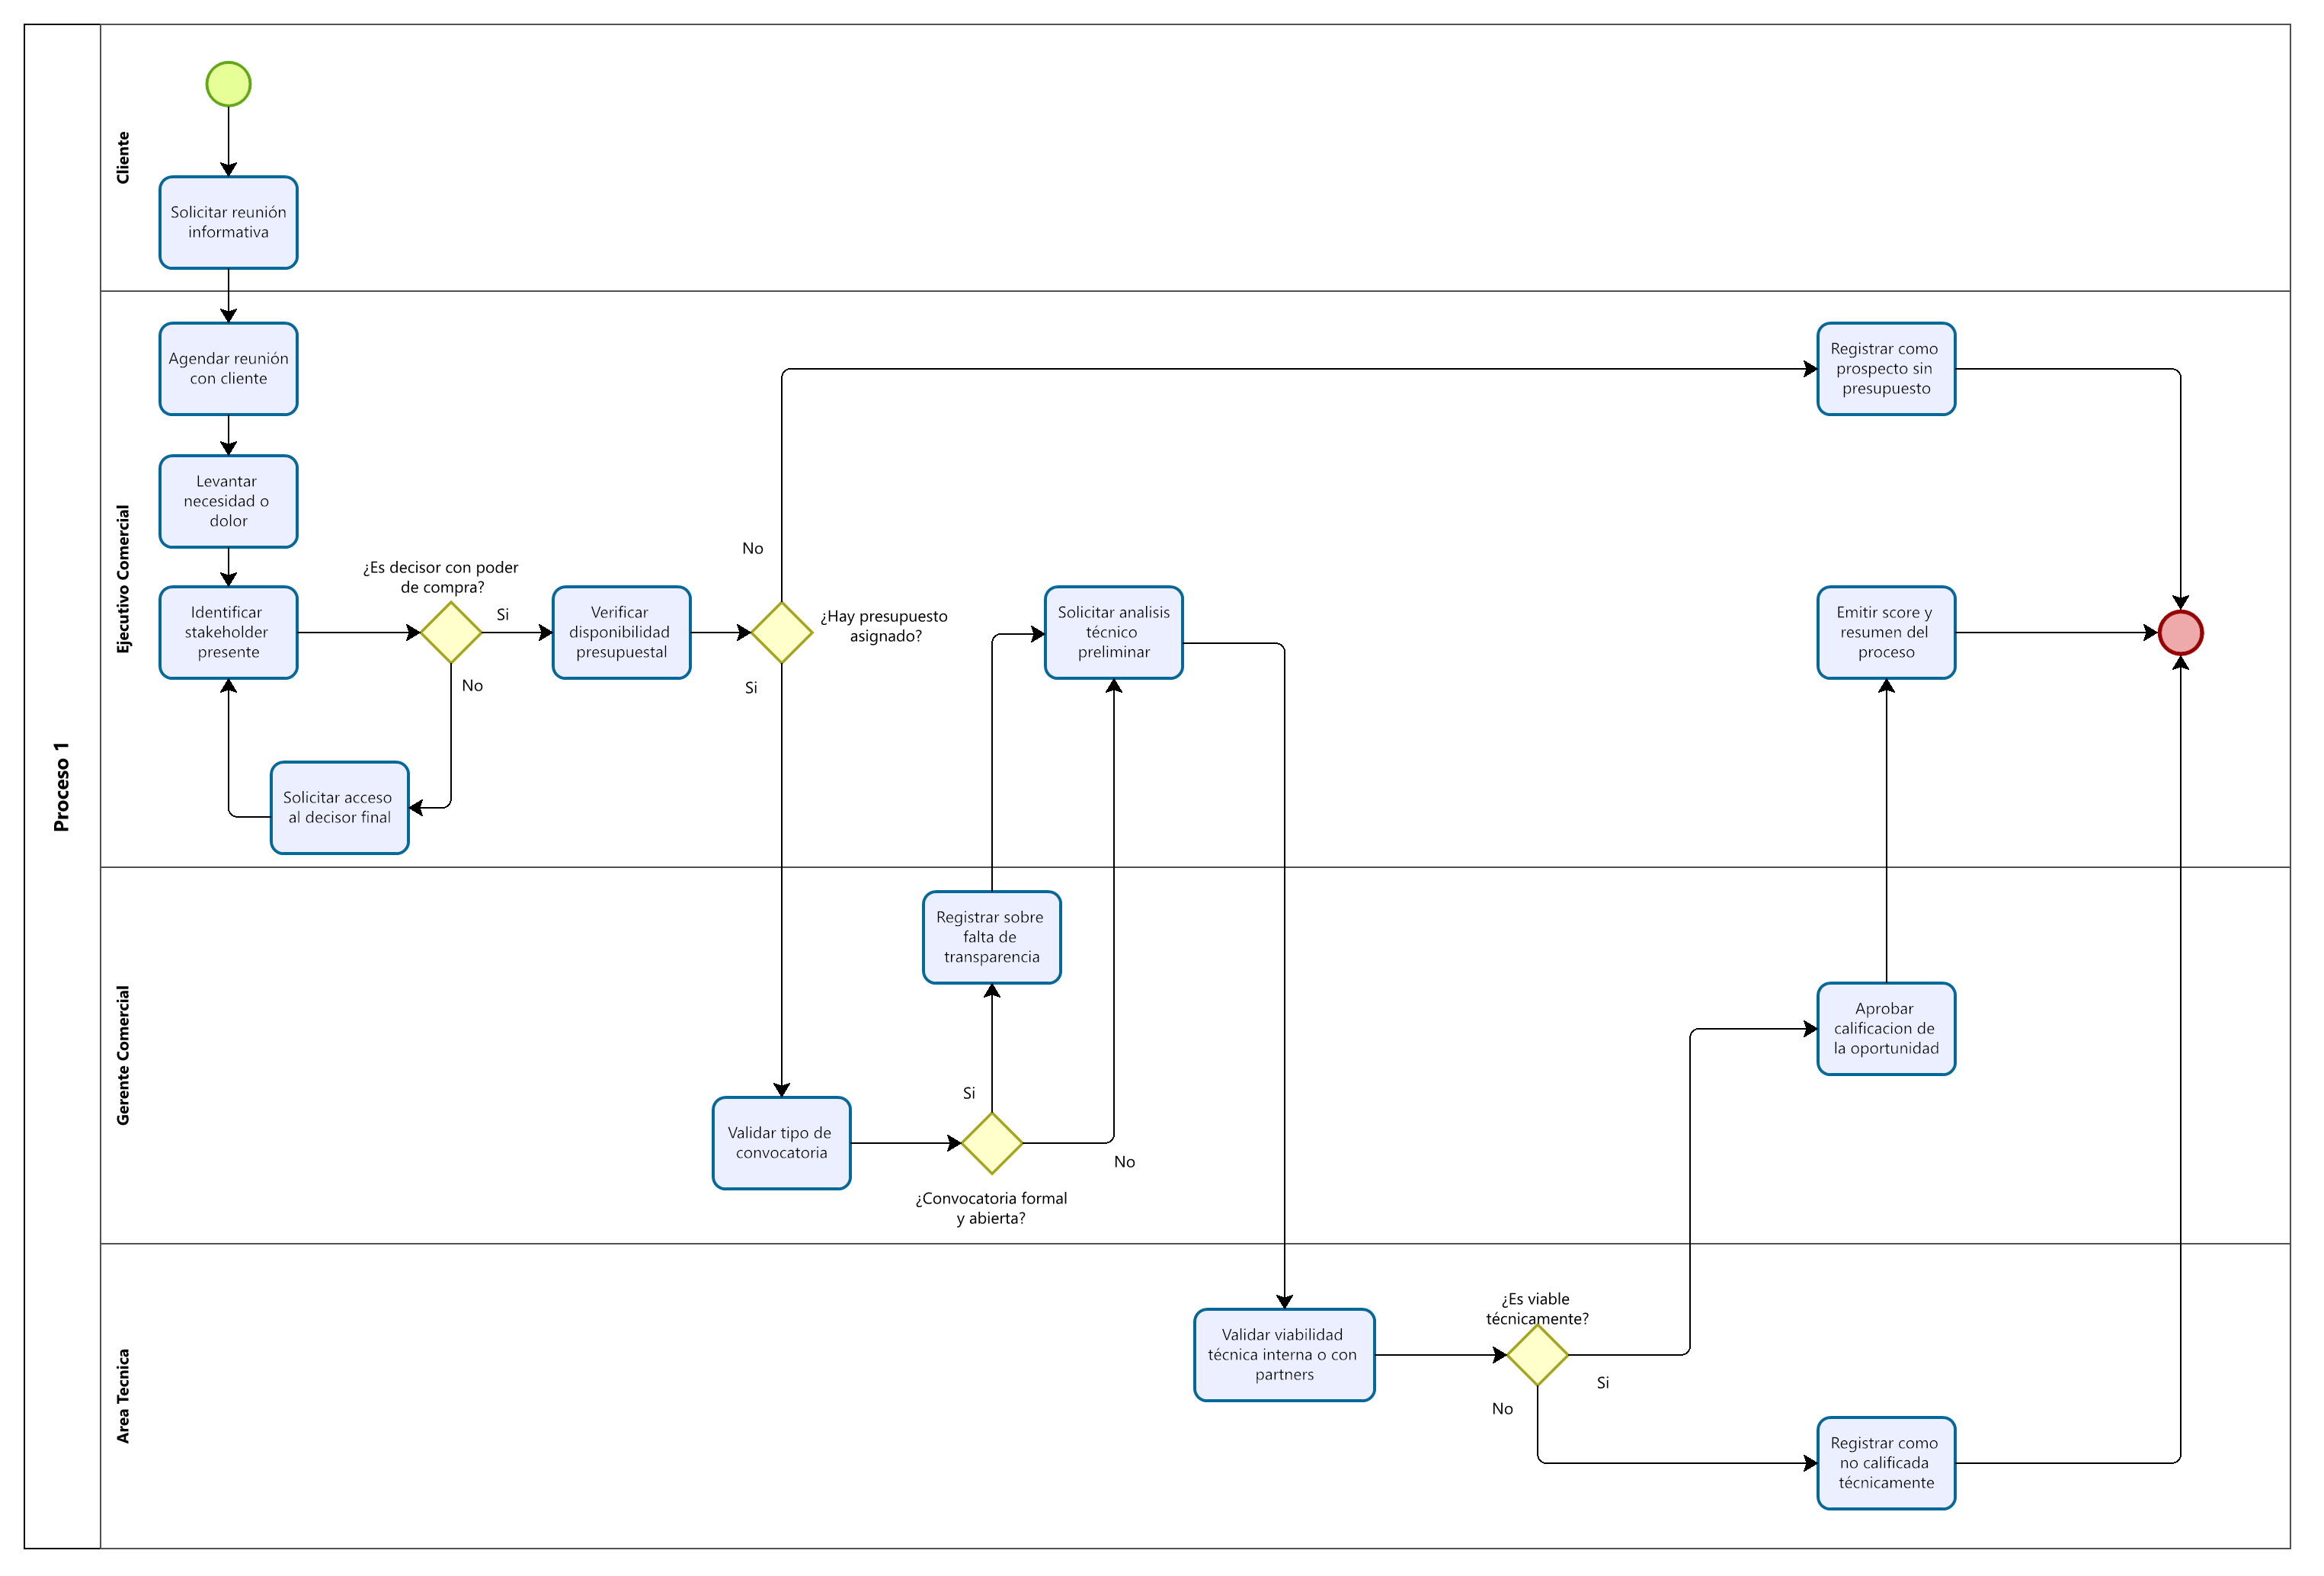 Proceso 1
Cliente
Solicitar reunión
informativa
Ejecutivo Comercial
Agendar reunión
con cliente
Levantar
necesidad o
dolor
Identificar
stakeholder
presente
¿Es decisor con poder
de compra?
Si
No
Solicitar acceso
al decisor final
Verificar
disponibilidad
presupuestal
No
¿Hay presupuesto
asignado?
Si
Solicitar analisis
técnico
preliminar
Registrar como
prospecto sin
presupuesto
Emitir score y
resumen del
proceso
Gerente Comercial
Registrar sobre
falta de
transparencia
Validar tipo de
convocatoria
Si
No
¿Convocatoria formal
y abierta?
Aprobar
calificacion de
la oportunidad
Area Tecnica
Validar viabilidad
técnica interna o con
partners
¿Es viable
técnicamente?
Si
No
Registrar como
no calificada
técnicamente